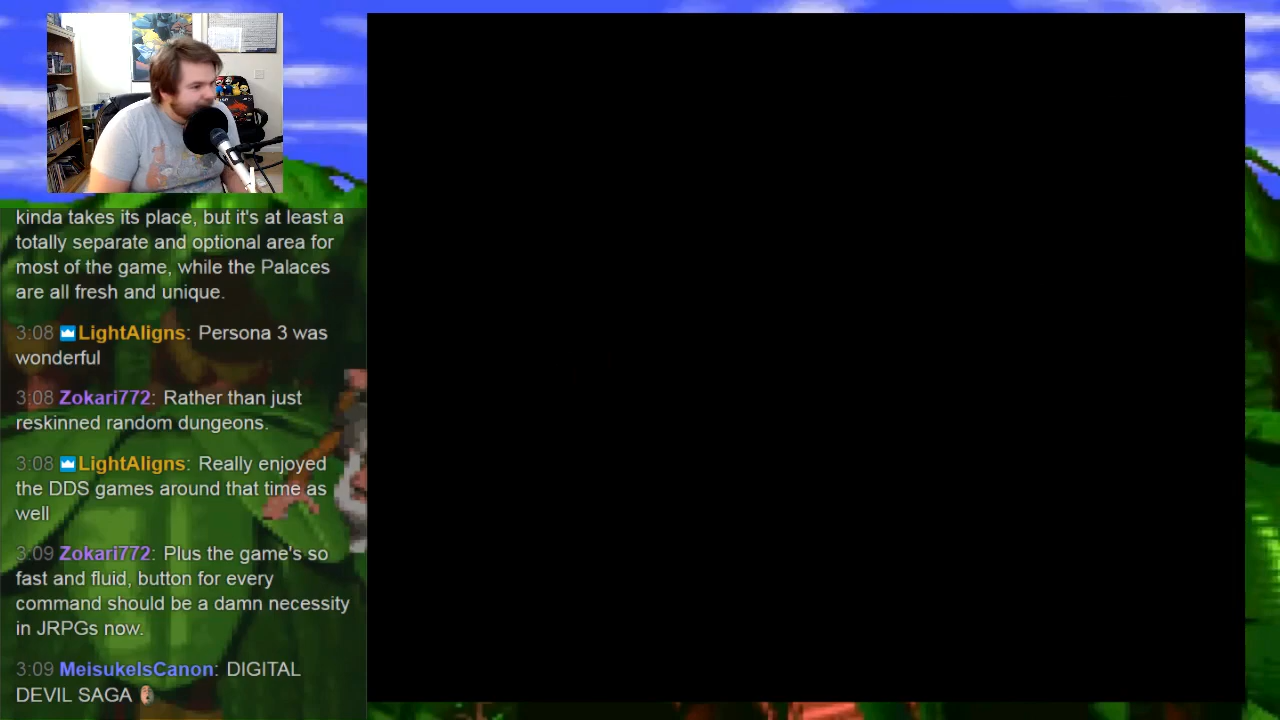 kinda takes its place, but it's at least a
totally separate and optional area for
most of the game, while the Palaces
are all fresh and unique.
3:08 LightAligns: Persona 3 was
wonderful
3:08 Zokari772: Rather than just
reskinned random dungeons.
3:08 LightAligns: Really enjoyed
the DDS games around that time as
well
3:09 Zokari772: Plus the game's so
fast and fluid, button for every
command should be a damn necessity
in JRPGs now.
3:09 MeisukeIsCanon: DIGITAL
DEVIL SAGA